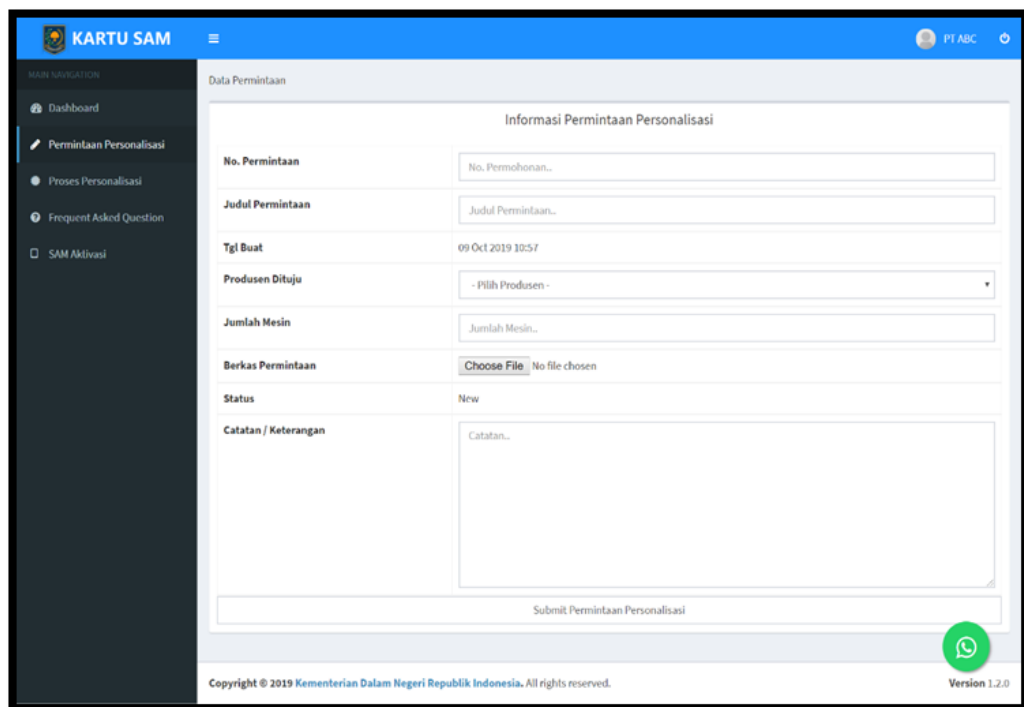 KARTU SAM
PT ABC
MAIN NAVIGATION
Dashboard
Permintaan Personalisasi
Proses Personalisasi
Frequent Asked Question
SAM Aktivasi
Data Permintaan
Informasi Permintaan Personalisasi
No. Permintaan
No. Permohonan..
Judul Permintaan
Judul Permintaan..
Tgl Buat
09 Oct 2019 10:57
Produsen Dituju
- Pilih Produsen -
Jumlah Mesin
Jumlah Mesin..
Berkas Permintaan
Choose File No file chosen
Status
New
Catatan / Keterangan
Catatan..
Submit Permintaan Personalisasi
Copyright © 2019 Kementerian Dalam Negeri Republik Indonesia. All rights reserved.
Version 1.2.0